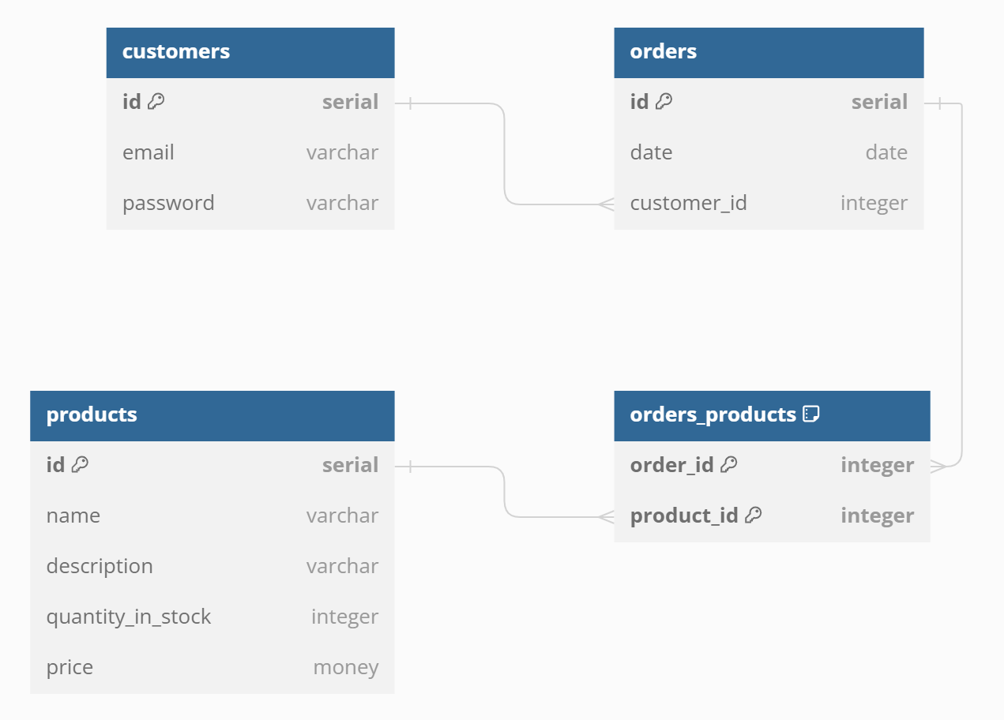 customers
id serial
email varchar
password varchar
orders
id serial
date date
customer_id integer
products
id serial
name varchar
description varchar
quantity_in_stock integer
price money
orders_products
order_id integer
product_id integer